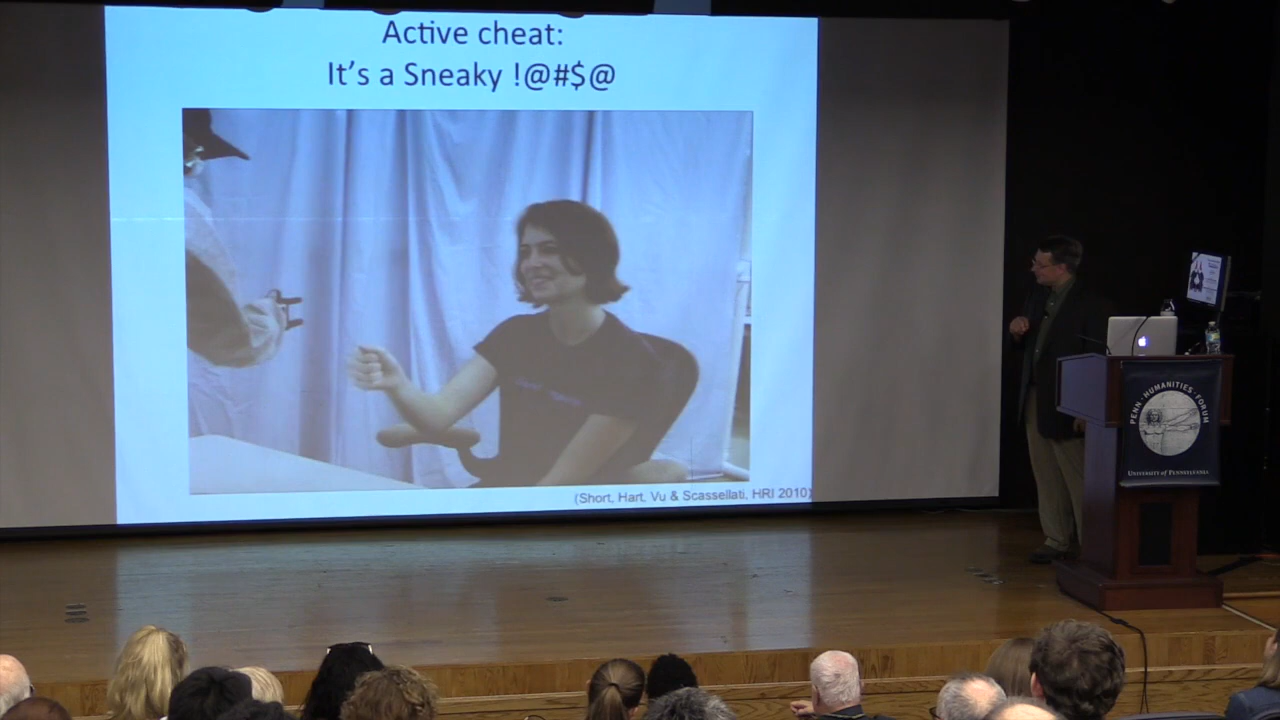 Active cheat:
It's a Sneaky !@#$@
(Short, Hart, Vu & Scassellati, HRI 2010)
PENN · HUMANITIES · FORUM
UNIVERSITY of PENNSYLVANIA